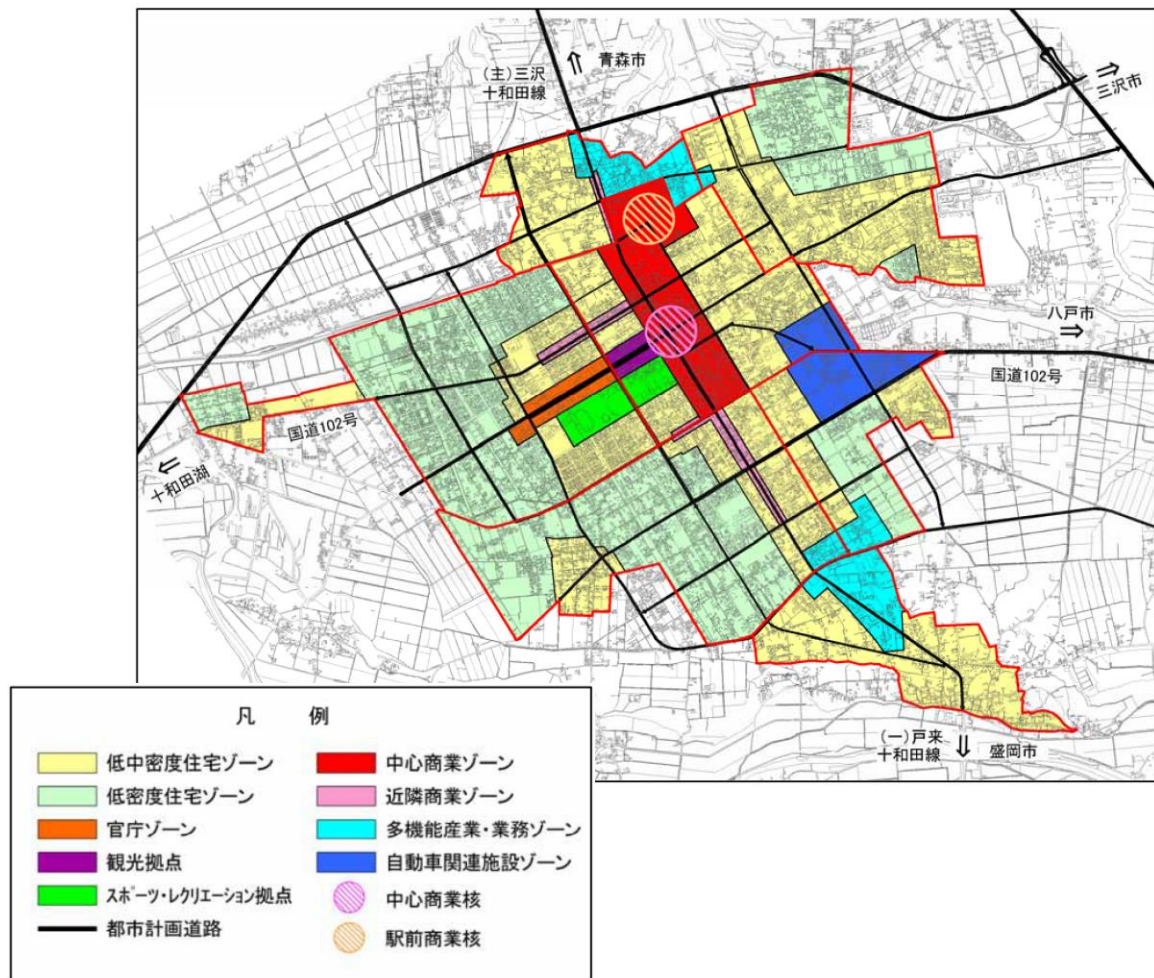 青森市
(主)三沢
十和田線
三沢市
八戸市
国道102号
国道102号
十和田湖
(一)戸来
十和田線
盛岡市
凡 例
低中密度住宅ゾーン
低密度住宅ゾーン
官庁ゾーン
観光拠点
スポーツ・レクリエーション拠点
都市計画道路
中心商業ゾーン
近隣商業ゾーン
多機能産業・業務ゾーン
自動車関連施設ゾーン
中心商業核
駅前商業核